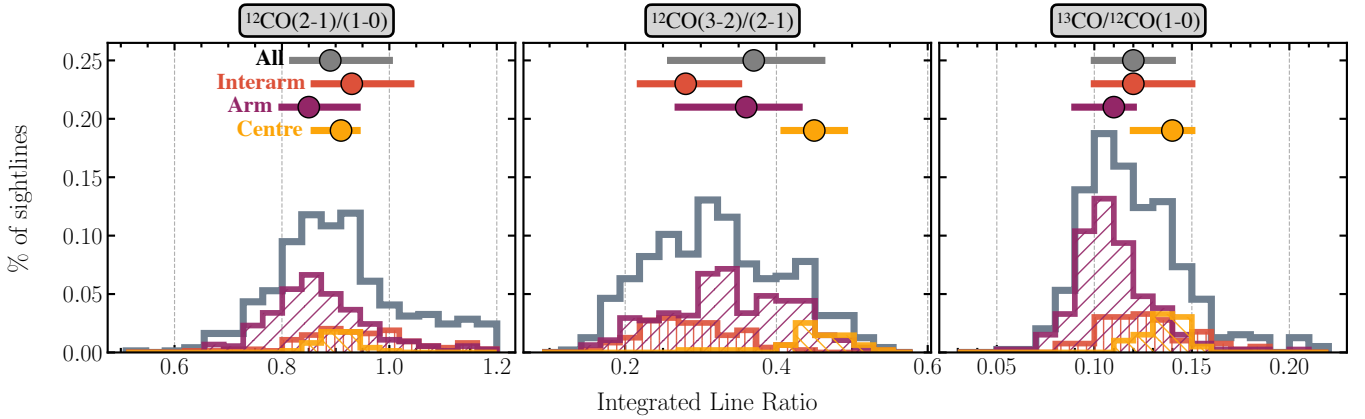 ¹²CO(2-1)/(1-0)
¹²CO(3-2)/(2-1)
¹³CO/¹²CO(1-0)
All
Interarm
Arm
Centre
% of sightlines
0.25
0.20
0.15
0.10
0.05
0.00
0.6 0.8 1.0 1.2
0.2 0.4 0.6
0.05 0.10 0.15 0.20
Integrated Line Ratio